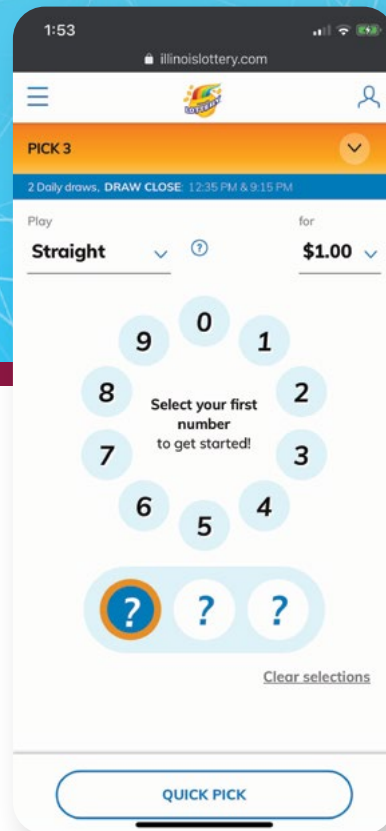 1:53
illinoislottery.com
LOTTERY
PICK 3
2 Daily draws, DRAW CLOSE: 12:35 PM & 9:15 PM
Play
for
Straight
?
$1.00
0
9
1
8
2
Select your first
number
to get started!
7
3
6
4
5
? ? ?
Clear selections
QUICK PICK